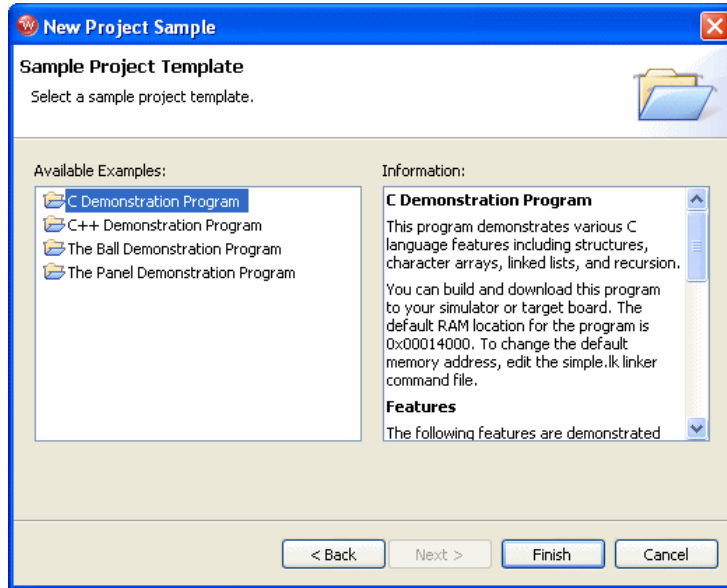 New Project Sample
Sample Project Template
Select a sample project template.
Available Examples:
C Demonstration Program
C++ Demonstration Program
The Ball Demonstration Program
The Panel Demonstration Program
Information:
C Demonstration Program
This program demonstrates various C
language features including structures,
character arrays, linked lists, and recursion.
You can build and download this program
to your simulator or target board. The
default RAM location for the program is
0x00014000. To change the default
memory address, edit the simple.lk linker
command file.
Features
The following features are demonstrated
< Back
Next >
Finish
Cancel